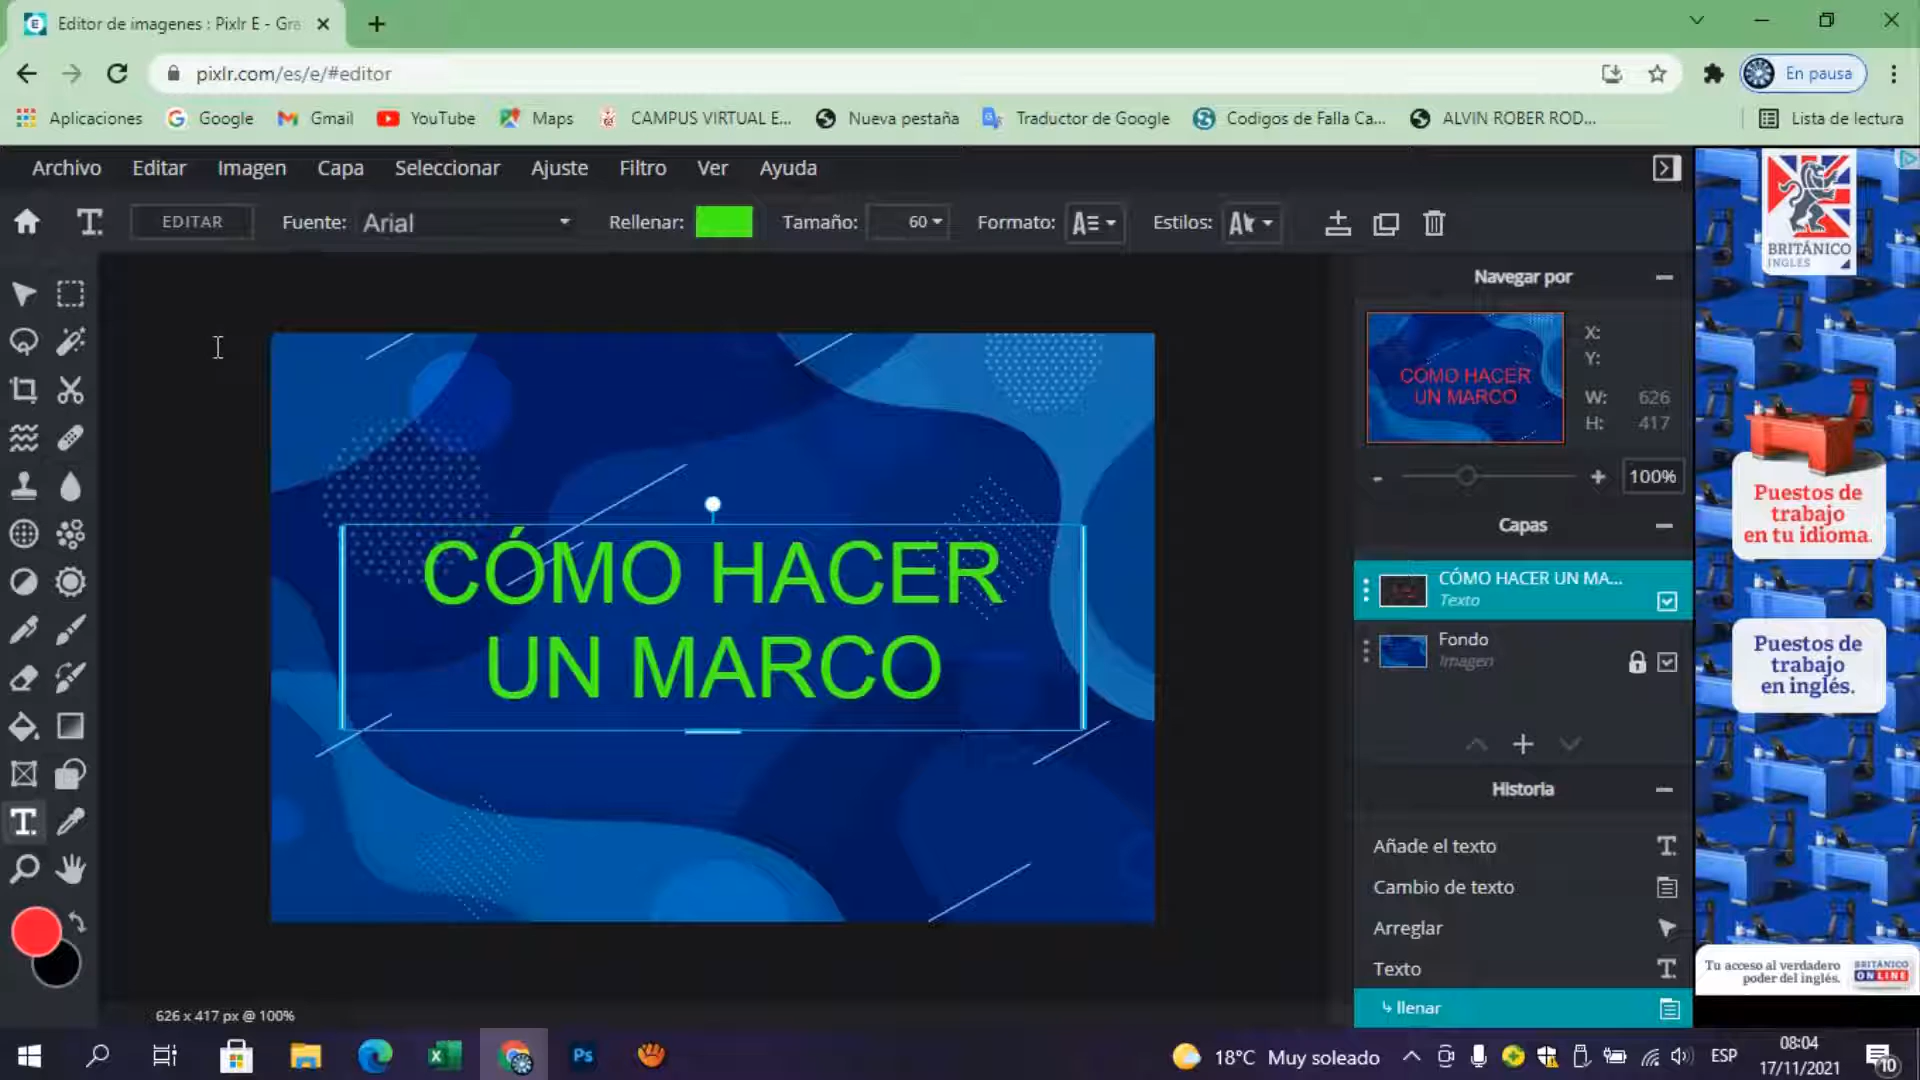 Editor de imagenes : Pixlr E - Gra
pixlr.com/es/e/#editor
En pausa
Aplicaciones
Google
Gmail
YouTube
Maps
CAMPUS VIRTUAL E...
Nueva pestaña
Traductor de Google
Codigos de Falla Ca...
ALVIN ROBER ROD...
Lista de lectura
Archivo
Editar
Imagen
Capa
Seleccionar
Ajuste
Filtro
Ver
Ayuda
EDITAR
Fuente:
Arial
Rellenar:
Tamaño:
60
Formato:
Estilos:
Navegar por
CÓMO HACER
UN MARCO
X:
Y:
W: 626
H: 417
100%
Capas
CÓMO HACER UN MA...
Texto
Fondo
Imagen
Historia
Añade el texto
Cambio de texto
Arreglar
Texto
llenar
CÓMO HACER
UN MARCO
626 x 417 px @ 100%
BRITÁNICO
INGLÉS
Puestos de
trabajo
en tu idioma.
Puestos de
trabajo
en inglés.
Tu acceso al verdadero
poder del inglés.
BRITÁNICO
ONLINE
Ps
18°C Muy soleado
ESP
08:04
17/11/2021
10